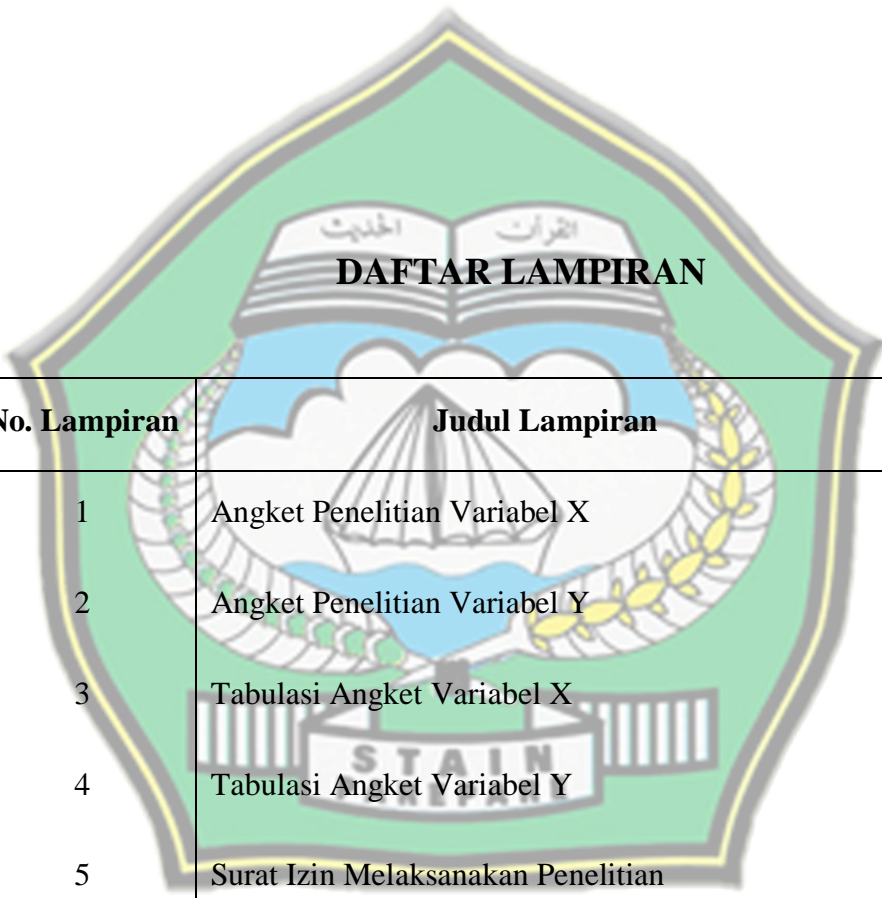 الحديث القرآن
DAFTAR LAMPIRAN
No. Lampiran Judul Lampiran
1 Angket Penelitian Variabel X
2 Angket Penelitian Variabel Y
3 Tabulasi Angket Variabel X
STAIN
4 Tabulasi Angket Variabel Y
5 Surat Izin Melaksanakan Penelitian